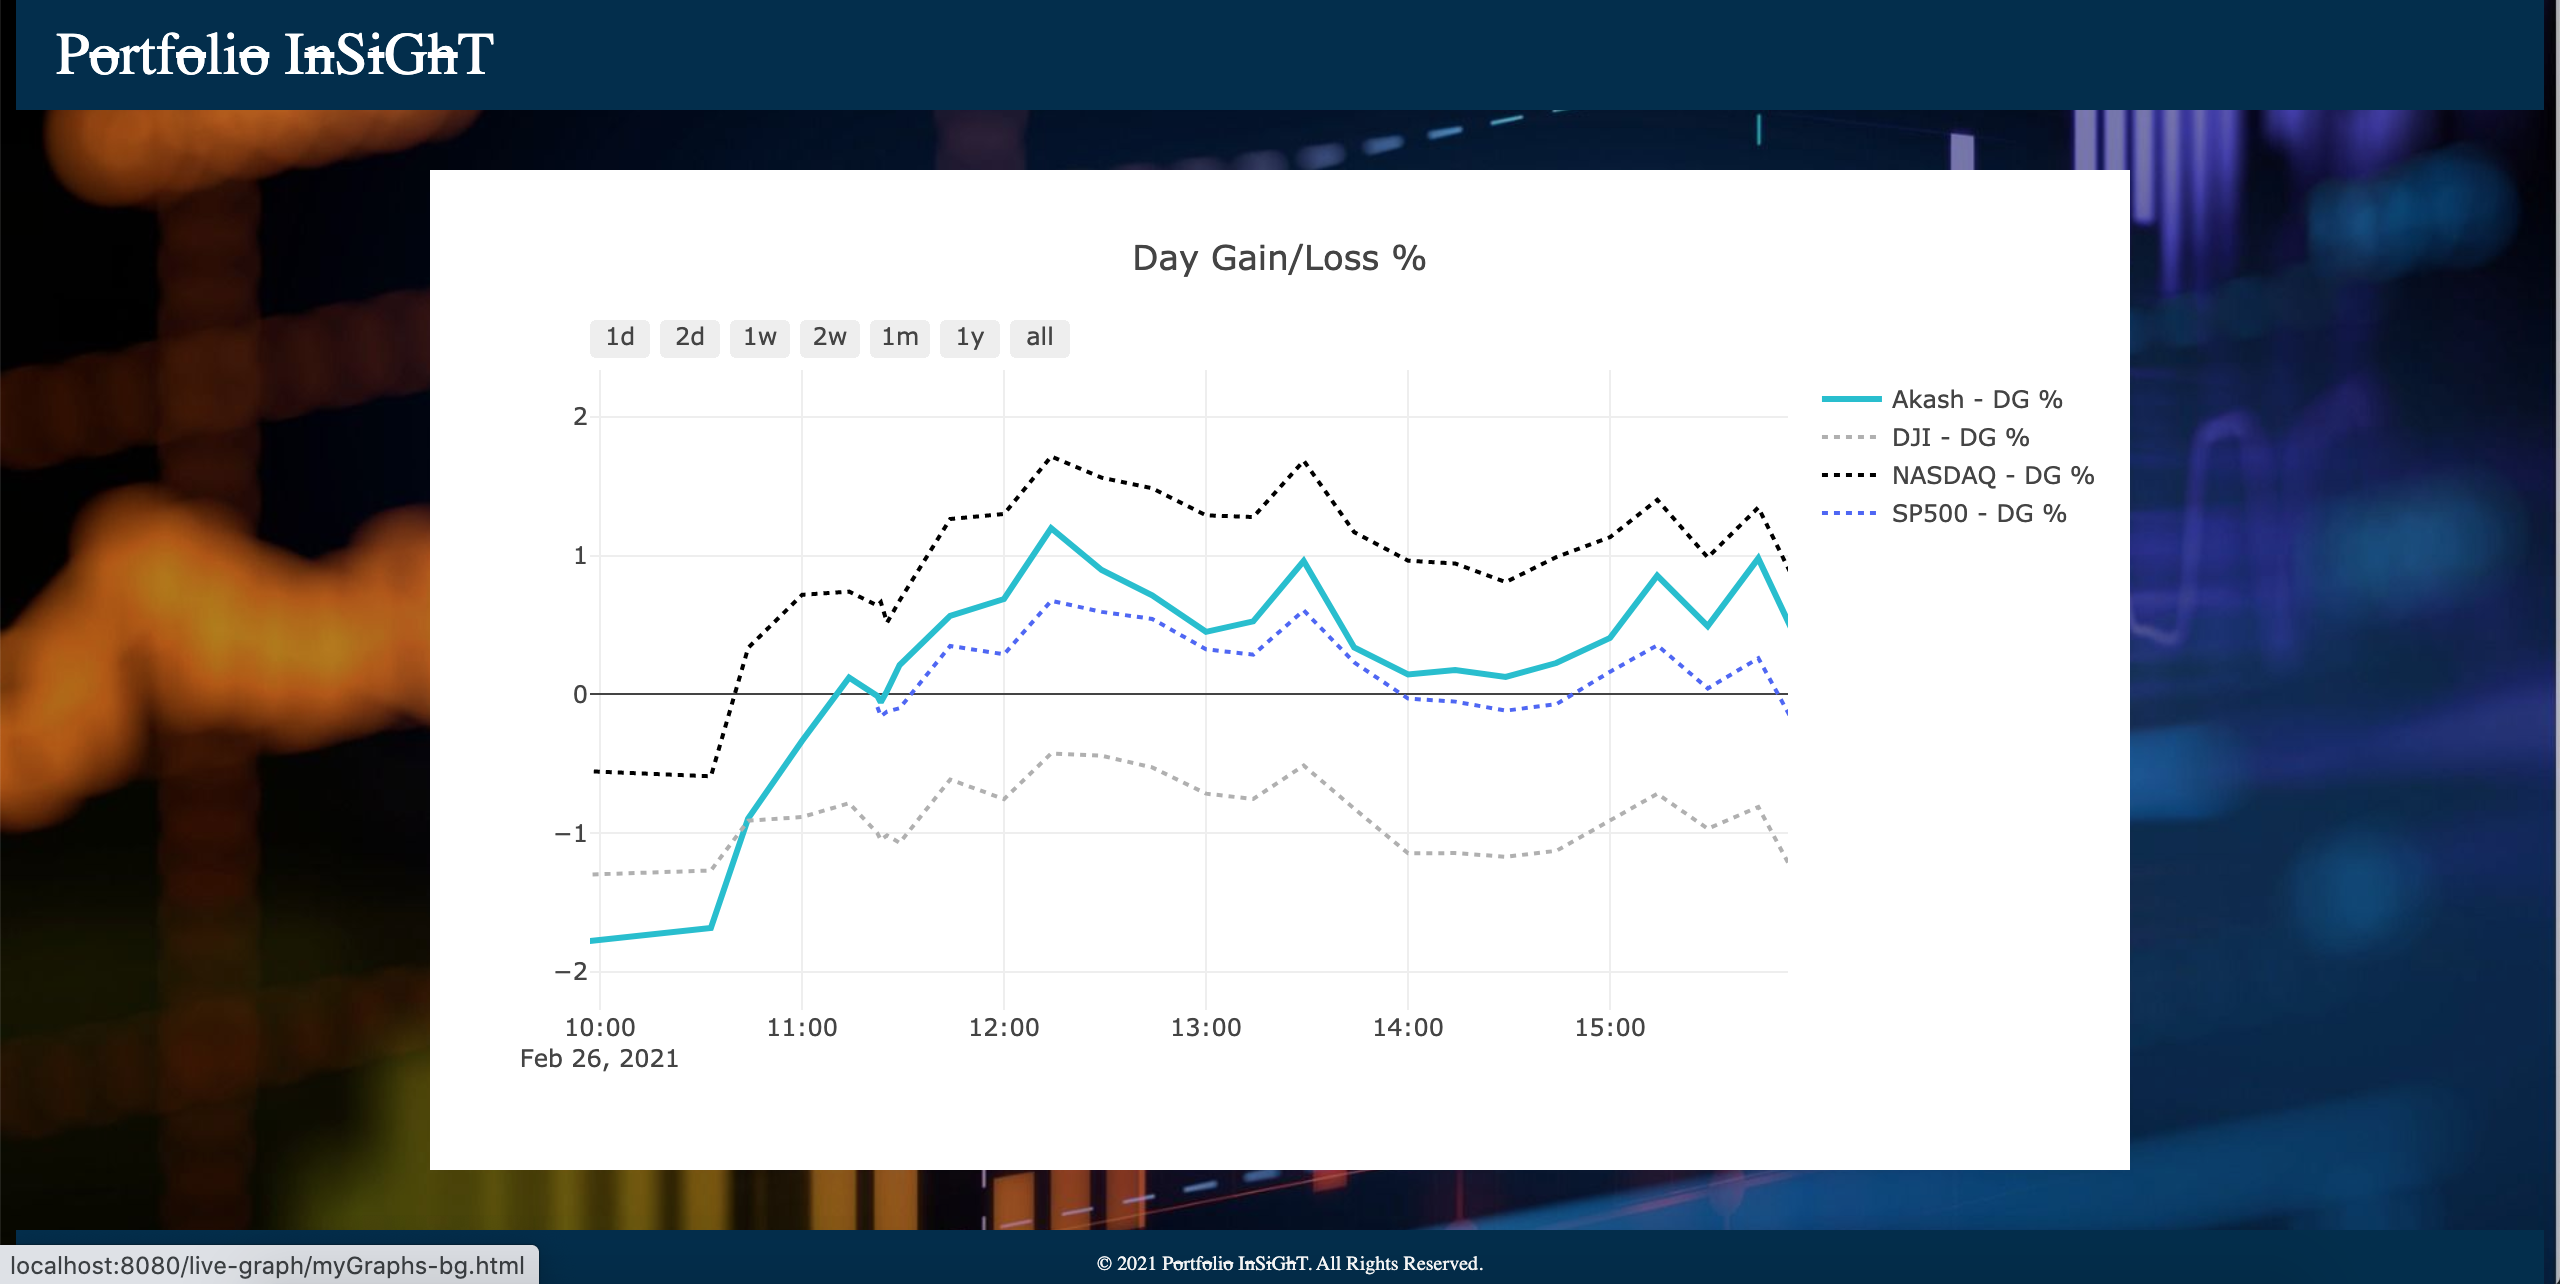 Portfolio InSiGhT
Day Gain/Loss %
1d 2d 1w 2w 1m 1y all
Akash - DG %
DJI - DG %
NASDAQ - DG %
SP500 - DG %
2
1
0
−1
−2
10:00 11:00 12:00 13:00 14:00 15:00
Feb 26, 2021
localhost:8080/live-graph/myGraphs-bg.html
© 2021 Portfolio InSiGhT. All Rights Reserved.